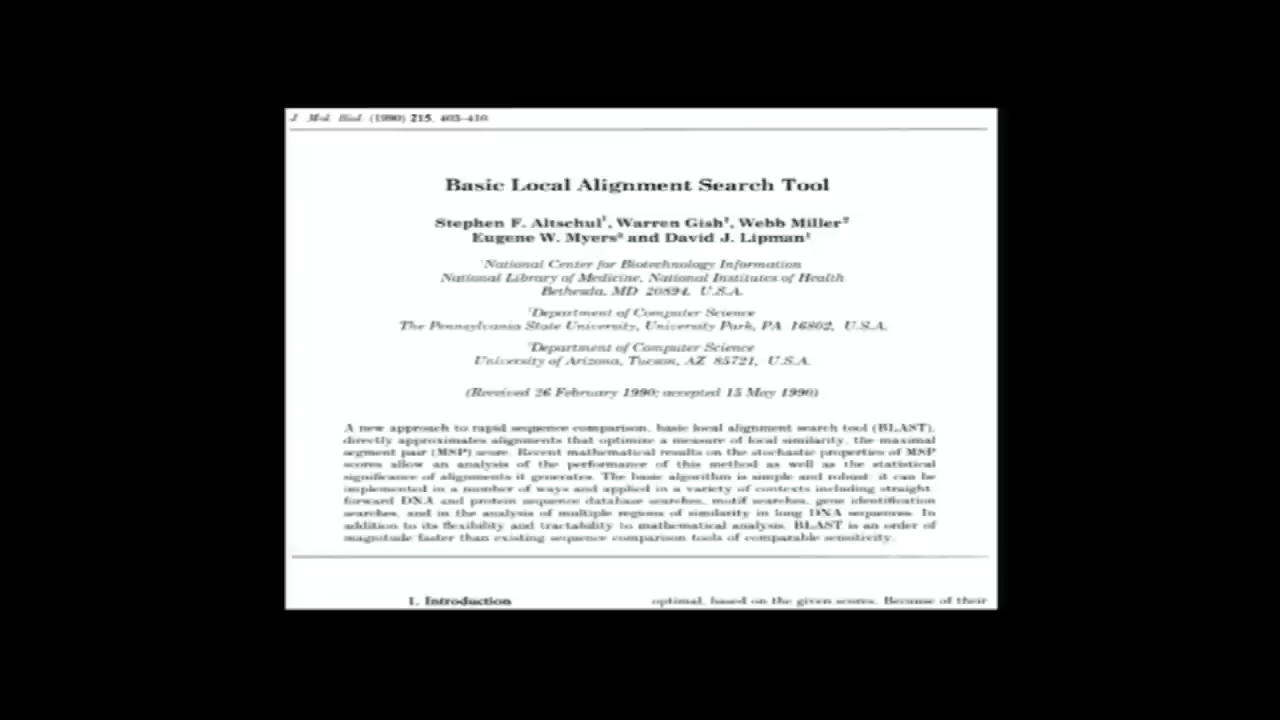 J. Mol. Biol. (1990) 215, 403–410
Basic Local Alignment Search Tool
Stephen F. Altschul¹, Warren Gish¹, Webb Miller²
Eugene W. Myers³ and David J. Lipman¹
¹National Center for Biotechnology Information
National Library of Medicine, National Institutes of Health
Bethesda, MD 20894, U.S.A.
²Department of Computer Science
The Pennsylvania State University, University Park, PA 16802, U.S.A.
³Department of Computer Science
University of Arizona, Tucson, AZ 85721, U.S.A.
(Received 26 February 1990; accepted 15 May 1990)
A new approach to rapid sequence comparison, basic local alignment search tool (BLAST),
directly approximates alignments that optimize a measure of local similarity, the maximal
segment pair (MSP) score. Recent mathematical results on the stochastic properties of MSP
scores allow an analysis of the performance of this method as well as the statistical
significance of alignments it generates. The basic algorithm is simple and robust; it can be
implemented in a number of ways and applied in a variety of contexts including straight-
forward DNA and protein sequence database searches, motif searches, gene identification
searches, and in the analysis of multiple regions of similarity in long DNA sequences. In
addition to its flexibility and tractability to mathematical analysis, BLAST is an order of
magnitude faster than existing sequence comparison tools of comparable sensitivity.
1. Introduction
optimal, based on the given scores. Because of their